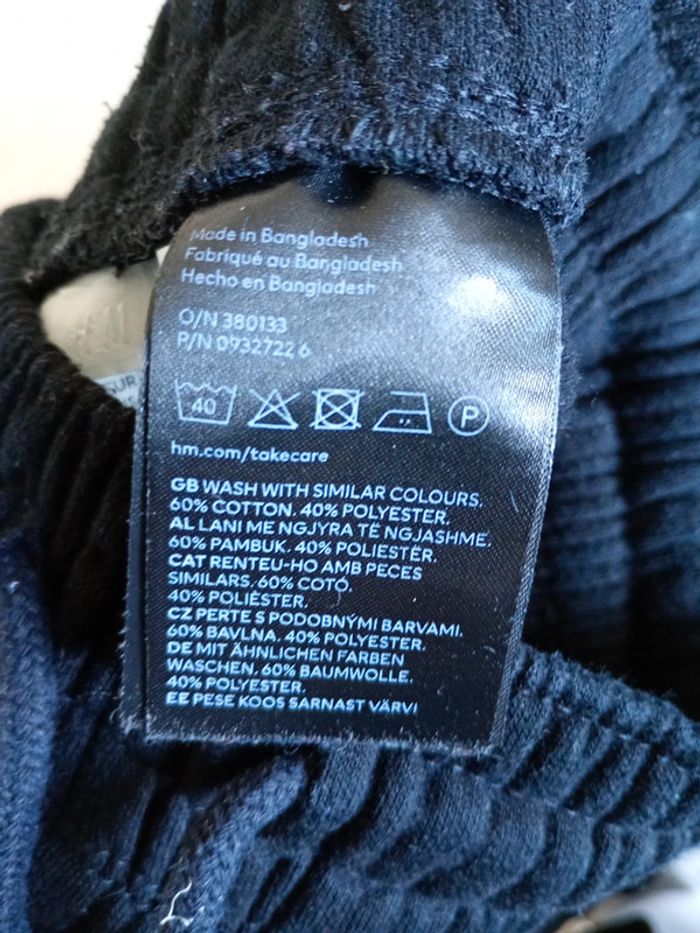 Made in Bangladesh
Fabriqué au Bangladesh
Hecho en Bangladesh
O/N 380133
P/N 0932722 6
40
P
hm.com/takecare
GB WASH WITH SIMILAR COLOURS.
60% COTTON. 40% POLYESTER.
AL LANI ME NGJYRA TË NGJASHME.
60% PAMBUK. 40% POLIESTËR.
CAT RENTEU-HO AMB PECES
SIMILARS. 60% COTÓ.
40% POLIÈSTER.
CZ PERTE S PODOBNÝMI BARVAMI.
60% BAVLNA. 40% POLYESTER.
DE MIT ÄHNLICHEN FARBEN
WASCHEN. 60% BAUMWOLLE.
40% POLYESTER.
EE PESE KOOS SARNAST VÄRVI